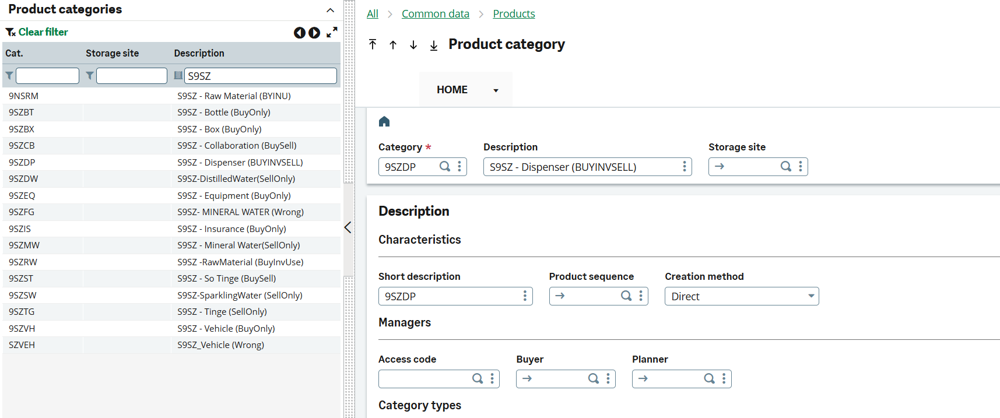 Product categories
Clear filter
Cat. Storage site Description
S9SZ
9NSRM S9SZ - Raw Material (BYINU)
9SZBT S9SZ - Bottle (BuyOnly)
9SZBX S9SZ - Box (BuyOnly)
9SZCB S9SZ - Collaboration (BuySell)
9SZDP S9SZ - Dispenser (BUYINVSELL)
9SZDW S9SZ-DistilledWater(SellOnly)
9SZEQ S9SZ - Equipment (BuyOnly)
9SZFG S9SZ- MINERAL WATER (Wrong)
9SZIS S9SZ - Insurance (BuyOnly)
9SZMW S9SZ - Mineral Water(SellOnly)
9SZRW S9SZ -RawMaterial (BuyInvUse)
9SZST S9SZ - So Tinge (BuySell)
9SZSW S9SZ-SparklingWater (SellOnly)
9SZTG S9SZ - Tinge (SellOnly)
9SZVH S9SZ - Vehicle (BuyOnly)
SZVEH S9SZ_Vehicle (Wrong)
All Common data Products
Product category
HOME
Category * Description Storage site
9SZDP S9SZ - Dispenser (BUYINVSELL)
Description
Characteristics
Short description Product sequence Creation method
9SZDP Direct
Managers
Access code Buyer Planner
Category types